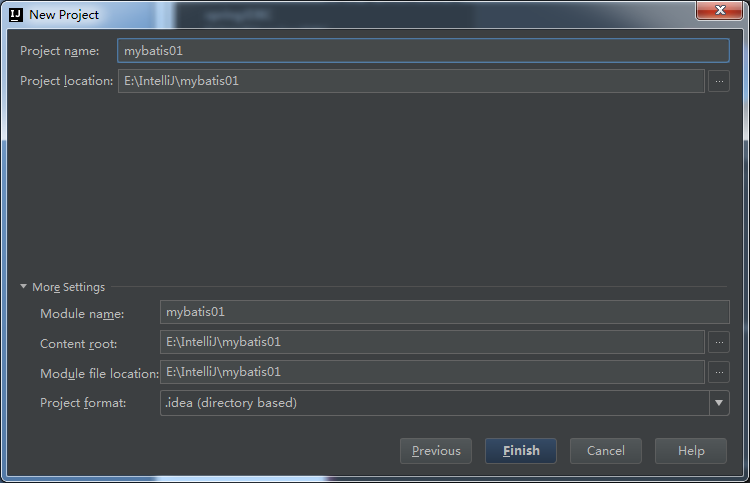 New Project
Project name: mybatis01
Project location: E:\IntelliJ\mybatis01 ...
More Settings
Module name: mybatis01
Content root: E:\IntelliJ\mybatis01 ...
Module file location: E:\IntelliJ\mybatis01 ...
Project format: .idea (directory based)
Previous Finish Cancel Help